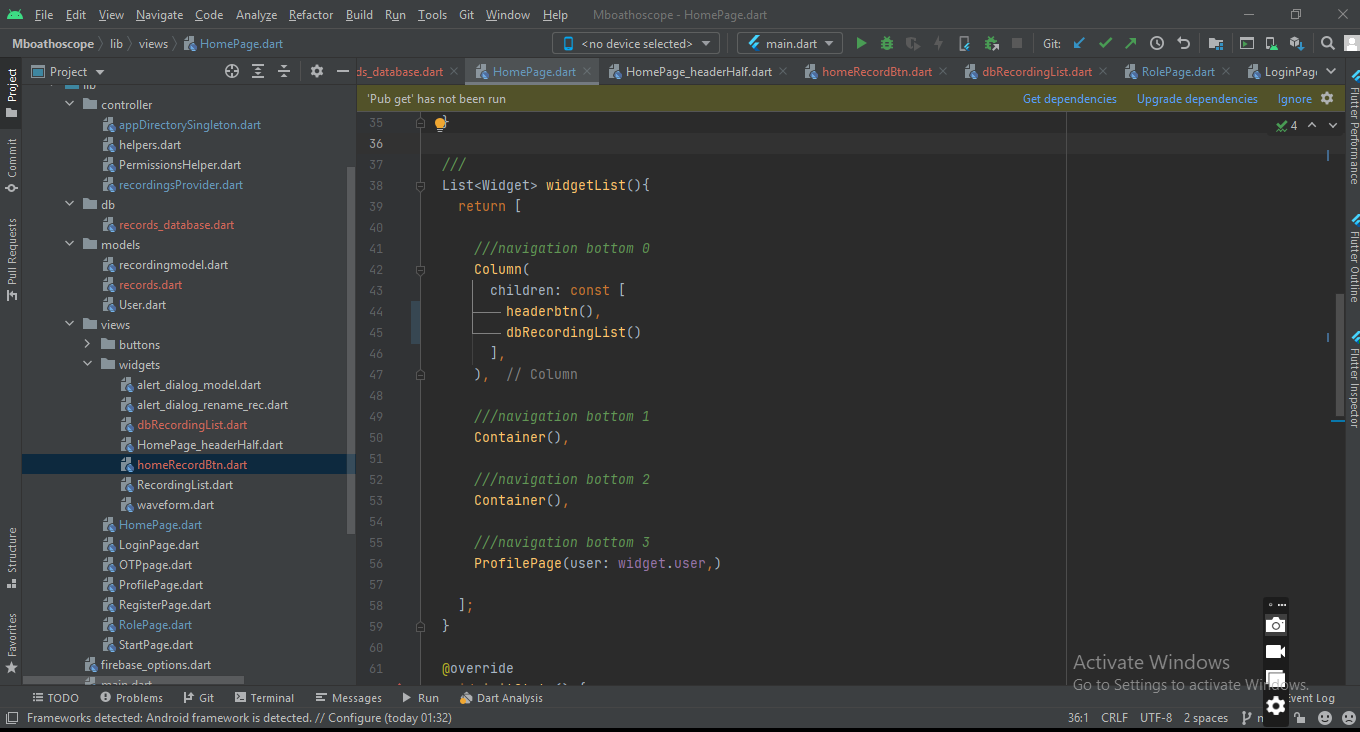 File Edit View Navigate Code Analyze Refactor Build Run Tools Git Window Help Mboathoscope - HomePage.dart
Mboathoscope lib views HomePage.dart <no device selected> main.dart Git:
Project
ds_database.dart HomePage.dart HomePage_headerHalf.dart homeRecordBtn.dart dbRecordingList.dart RolePage.dart LoginPag
'Pub get' has not been run Get dependencies Upgrade dependencies Ignore
Project
Commit
Pull Requests
Structure
Favorites
lib
controller
appDirectorySingleton.dart
helpers.dart
PermissionsHelper.dart
recordingsProvider.dart
db
records_database.dart
models
recordingmodel.dart
records.dart
User.dart
views
buttons
widgets
alert_dialog_model.dart
alert_dialog_rename_rec.dart
dbRecordingList.dart
HomePage_headerHalf.dart
homeRecordBtn.dart
RecordingList.dart
waveform.dart
HomePage.dart
LoginPage.dart
OTPpage.dart
ProfilePage.dart
RegisterPage.dart
RolePage.dart
StartPage.dart
firebase_options.dart
main.dart
35 }
36
37 ///
38 List<Widget> widgetList(){
39 return [
40
41 ///navigation bottom 0
42 Column(
43 children: const [
44 headerbtn(),
45 dbRecordingList()
46 ],
47 ), // Column
48
49 ///navigation bottom 1
50 Container(),
51
52 ///navigation bottom 2
53 Container(),
54
55 ///navigation bottom 3
56 ProfilePage(user: widget.user,)
57
58 ];
59 }
60
61 @override
4
Flutter Performance
Flutter Outline
Flutter Inspector
Activate Windows
Go to Settings to activate Windows.
TODO Problems Git Terminal Messages Run Dart Analysis Event Log
Frameworks detected: Android framework is detected. // Configure (today 01:32) 36:1 CRLF UTF-8 2 spaces